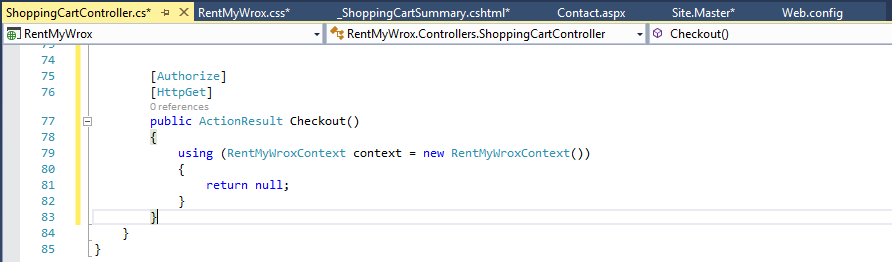 ShoppingCartController.cs* RentMyWrox.css* _ShoppingCartSummary.cshtml* Contact.aspx Site.Master* Web.config
RentMyWrox RentMyWrox.Controllers.ShoppingCartController Checkout()
73
74
75 [Authorize]
76 [HttpGet]
0 references
77 public ActionResult Checkout()
78 {
79 using (RentMyWroxContext context = new RentMyWroxContext())
80 {
81 return null;
82 }
83 }
84 }
85 }